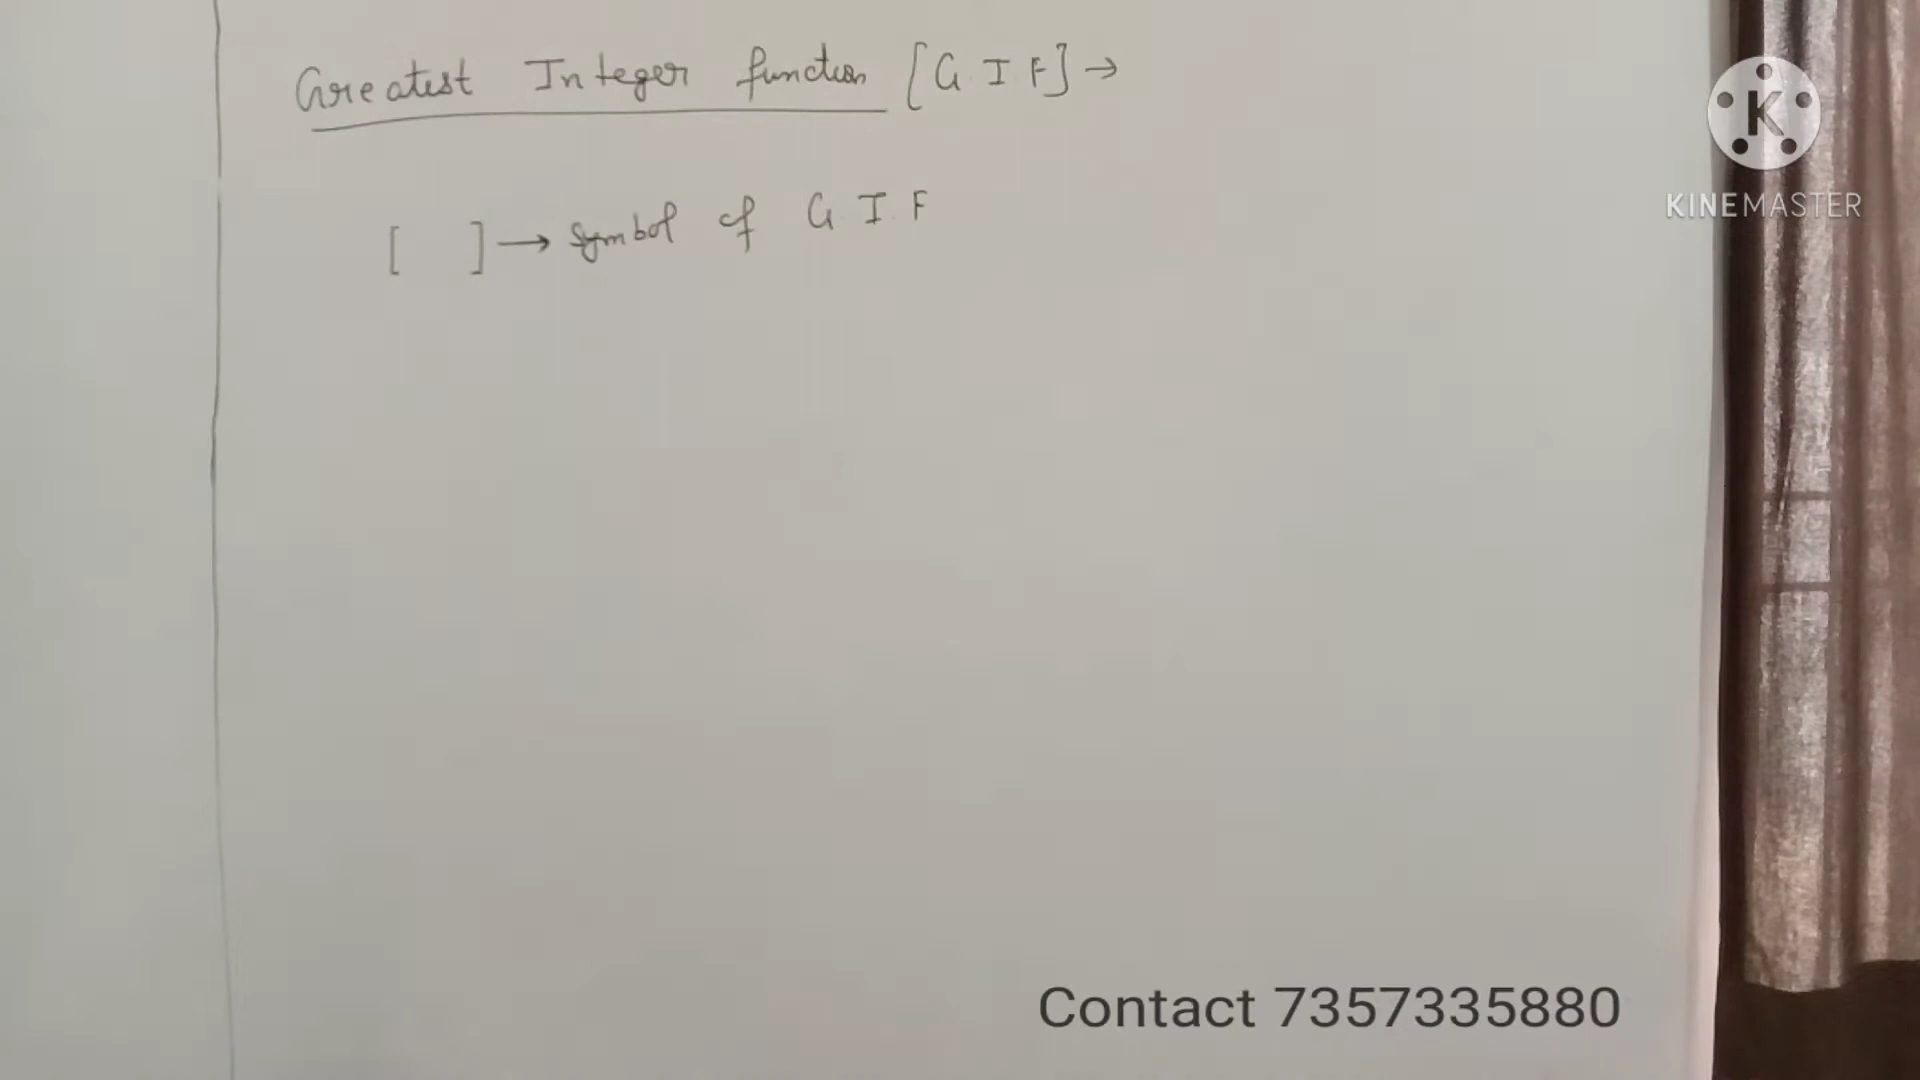 Greatest Integer function [G I F] →
[ ] → Symbol of G I F
K
KINEMASTER
Contact 7357335880